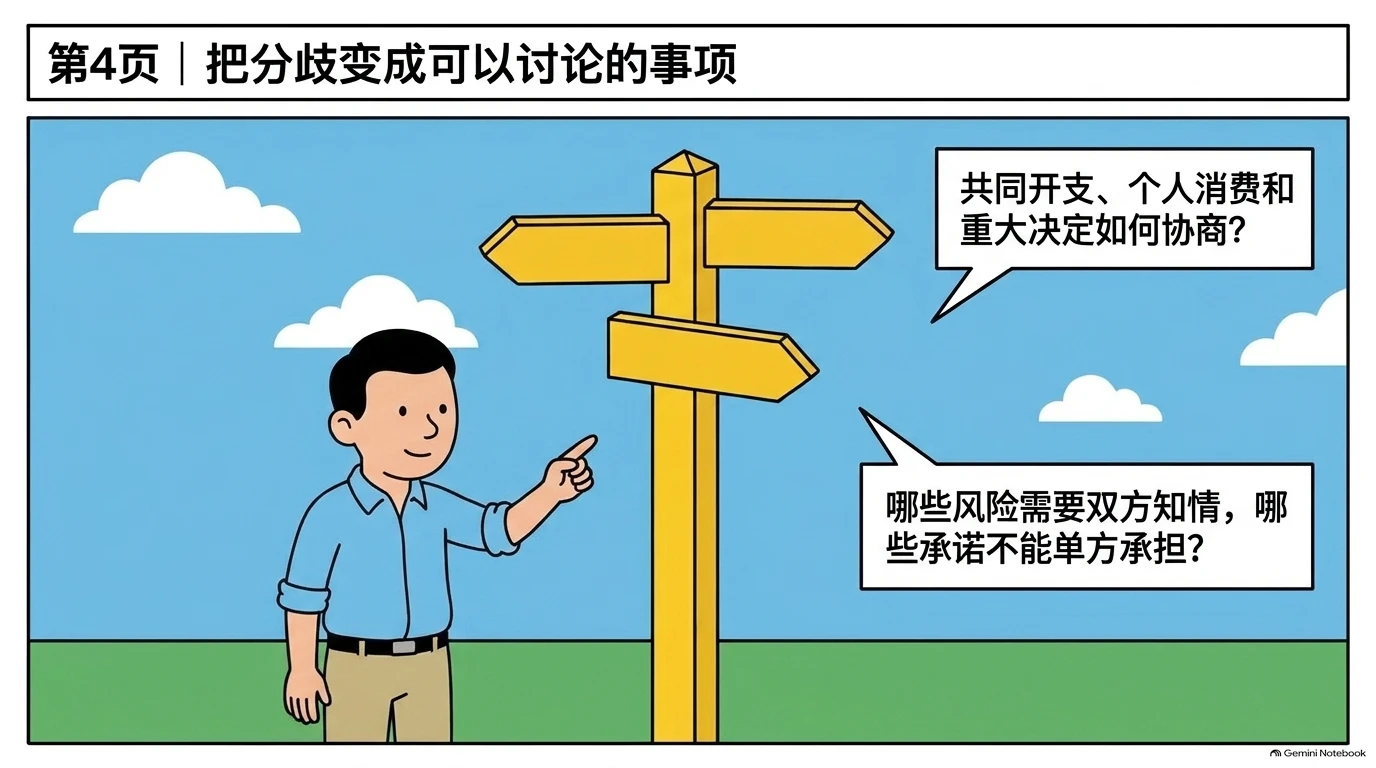 第4页｜把分歧变成可以讨论的事项
共同开支、个人消费和
重大决定如何协商？
哪些风险需要双方知情，哪
些承诺不能单方承担？
Gemini Notebook